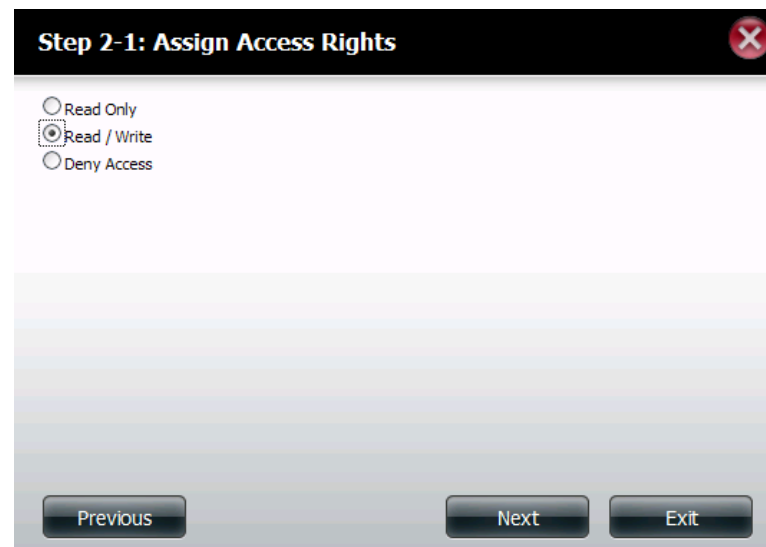 Step 2-1: Assign Access Rights
Read Only
Read / Write
Deny Access
Previous Next Exit